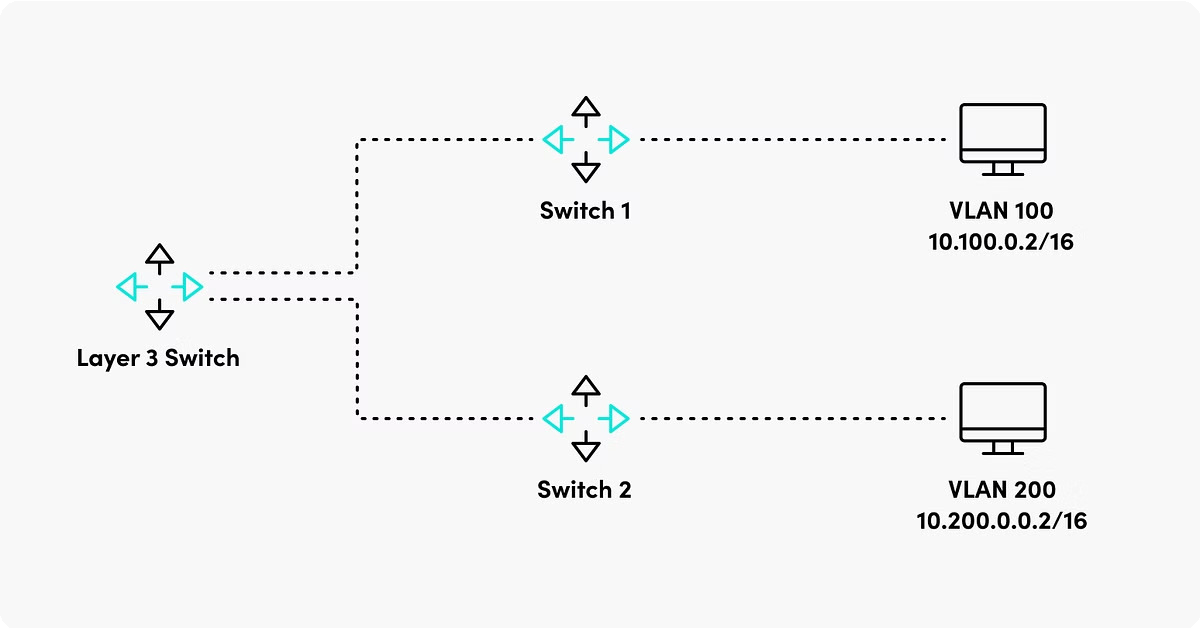 Switch 1
VLAN 100
10.100.0.2/16
Layer 3 Switch
Switch 2
VLAN 200
10.200.0.0.2/16